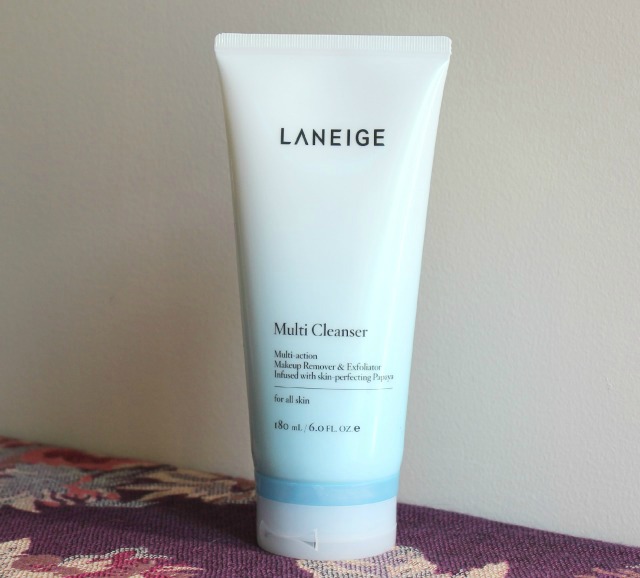 LANEIGE
Multi Cleanser
Multi-action
Makeup Remover & Exfoliator
Infused with skin-perfecting Papaya
for all skin
180 mL / 6.0 FL. OZ. e